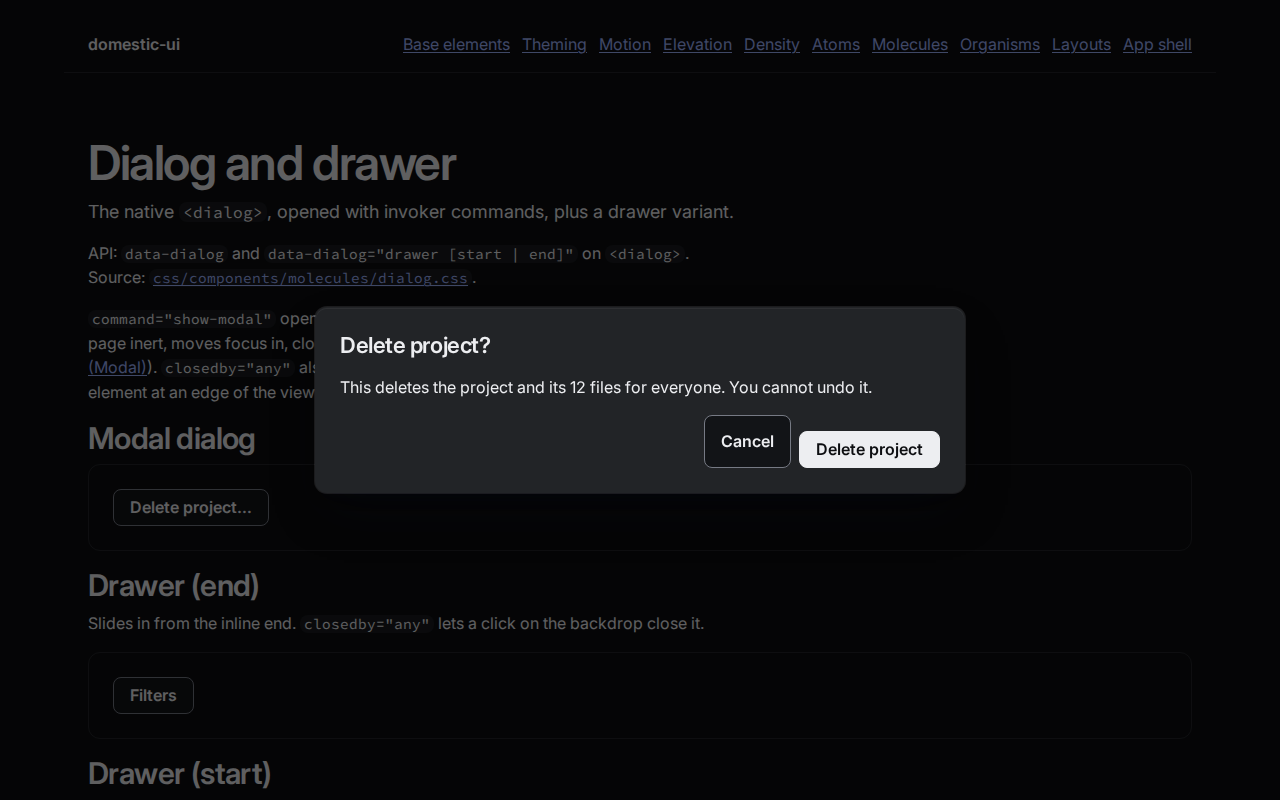 domestic-ui
Base elements Theming Motion Elevation Density Atoms Molecules Organisms Layouts App shell
Dialog and drawer
The native <dialog>, opened with invoker commands, plus a drawer variant.
API: data-dialog and data-dialog="drawer [start | end]" on <dialog>.
Source: css/components/molecules/dialog.css.
command="show-modal" open
page inert, moves focus in, clo
(Modal)). closedby="any" als
element at an edge of the view
Delete project?
This deletes the project and its 12 files for everyone. You cannot undo it.
Cancel Delete project
Modal dialog
Delete project…
Drawer (end)
Slides in from the inline end. closedby="any" lets a click on the backdrop close it.
Filters
Drawer (start)